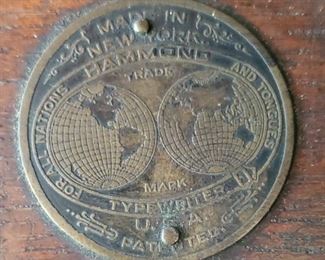 MADE IN
NEW YORK
HAMMOND
TRADE
FOR ALL NATIONS
AND TONGUES
MARK
TYPEWRITER
U.S.A.
PATENTED